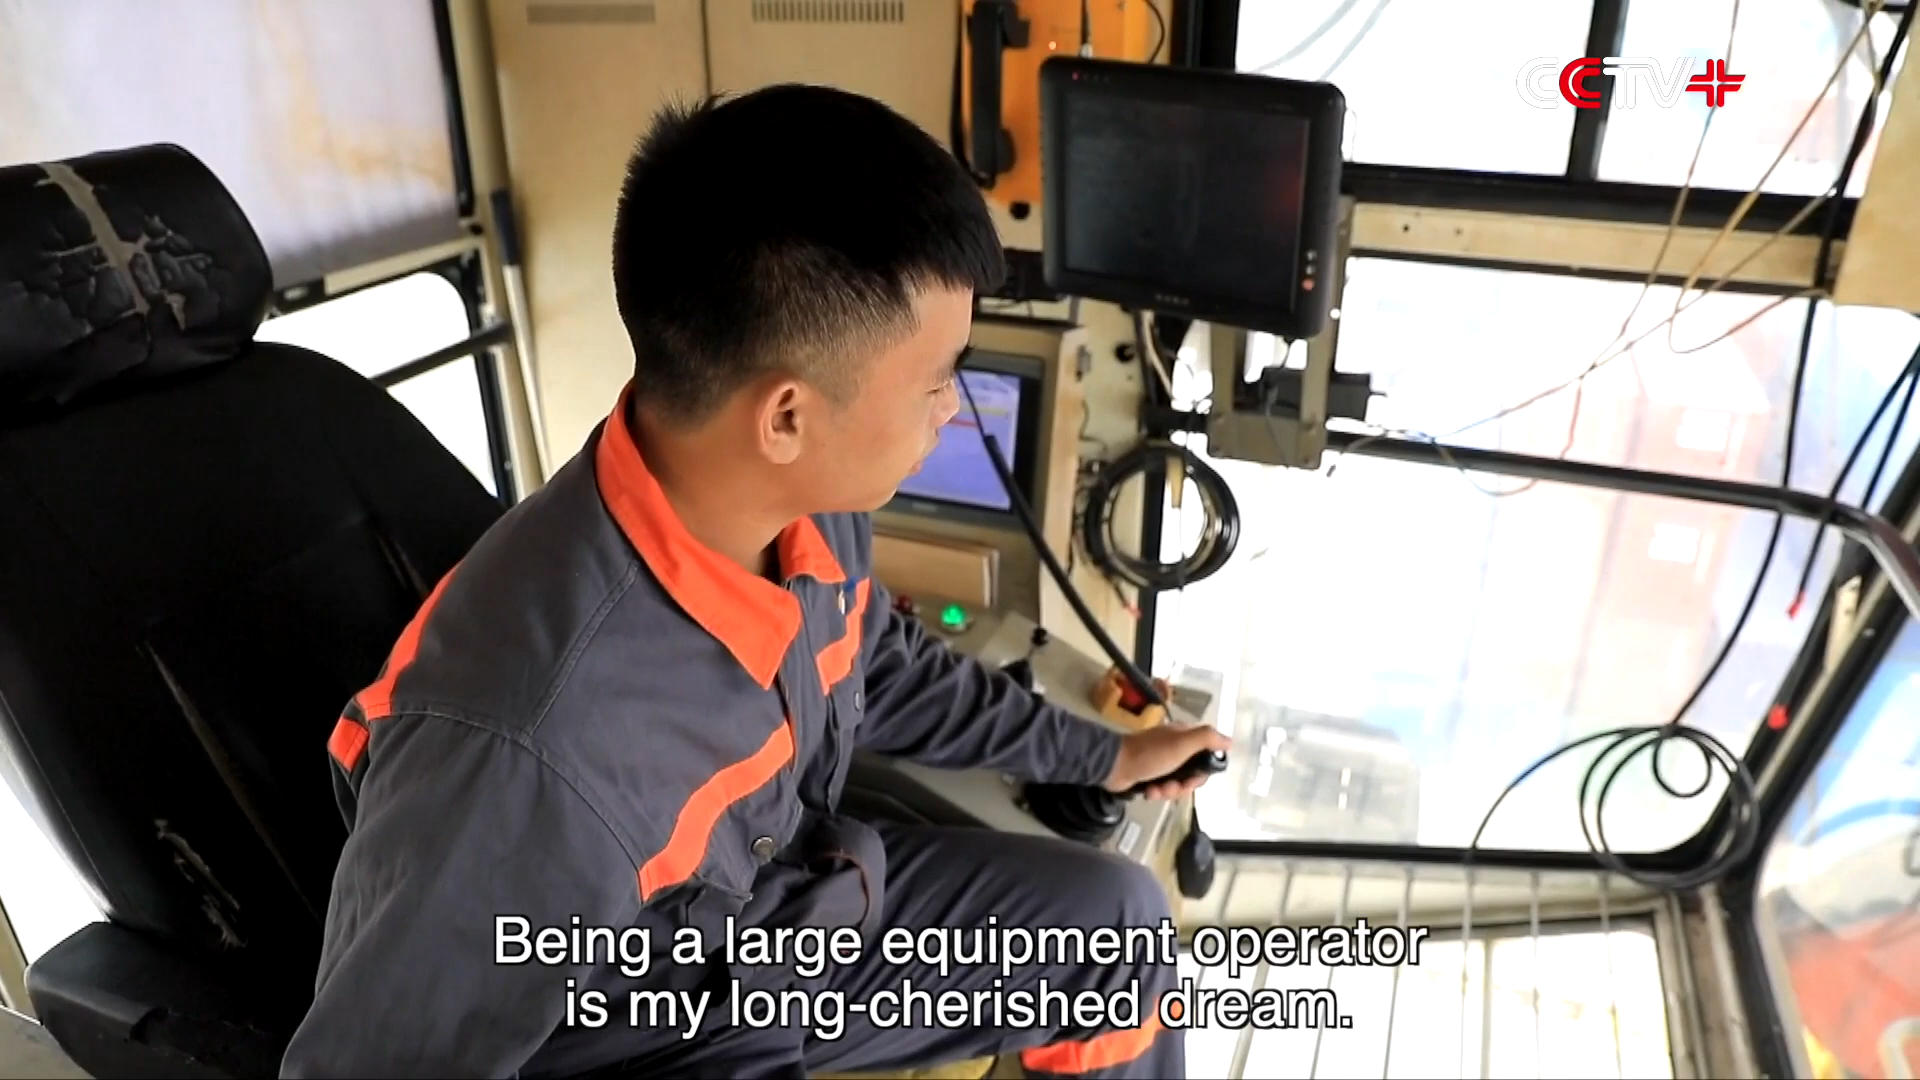 CCTV+
Being a large equipment operator
is my long-cherished dream.